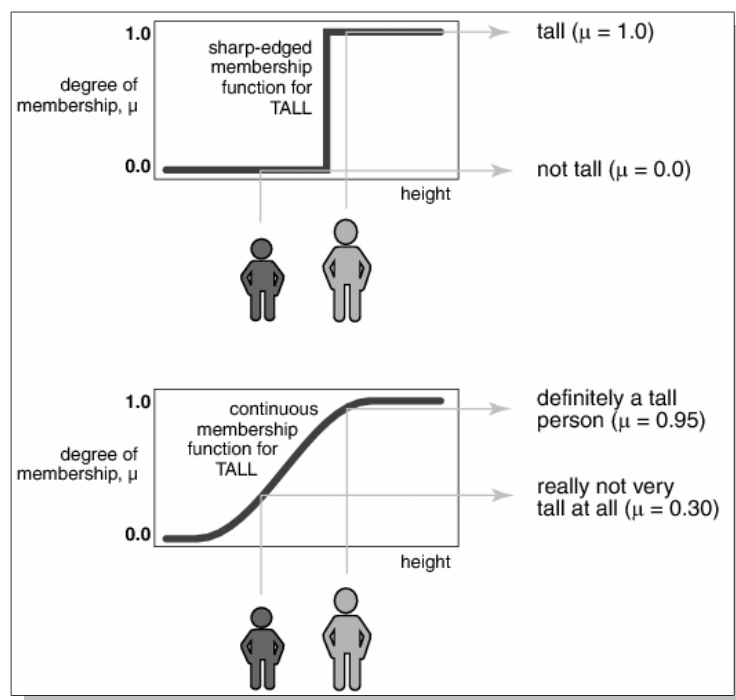 1.0
sharp-edged
membership
function for
TALL
tall (μ = 1.0)
degree of
membership, μ
0.0
not tall (μ = 0.0)
height
1.0
continuous
membership
function for
TALL
definitely a tall
person (μ = 0.95)
degree of
membership, μ
really not very
tall at all (μ = 0.30)
0.0
height